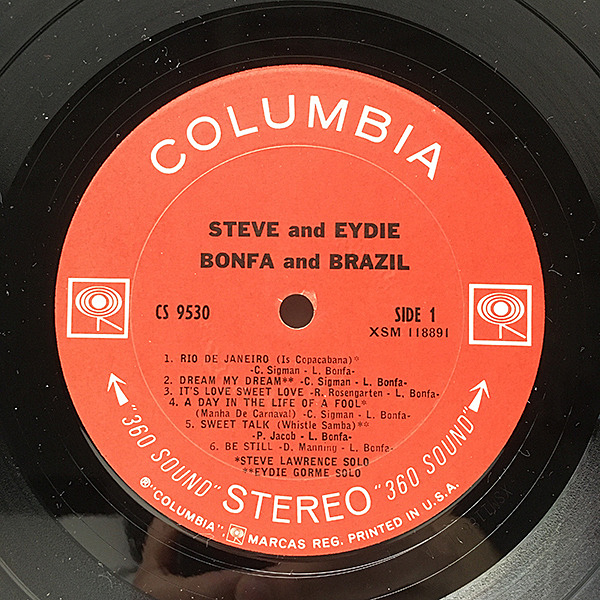 COLUMBIA
STEVE and EYDIE
BONFA and BRAZIL
CS 9530
SIDE 1
XSM 118891
1. RIO DE JANEIRO (Is Copacabana)*
-C. Sigman - L. Bonfa-
2. DREAM MY DREAM** -C. Sigman - L. Bonfa-
3. IT'S LOVE SWEET LOVE -R. Rosengarten - L. Bonfa-
4. A DAY IN THE LIFE OF A FOOL*
(Manha De Carnaval) -C. Sigman - L. Bonfa-
5. SWEET TALK (Whistle Samba)**
-P. Jacob - L. Bonfa-
6. BE STILL -D. Manning - L. Bonfa-
*STEVE LAWRENCE SOLO
**EYDIE GORME SOLO
"360 SOUND" STEREO "360 SOUND"
®"COLUMBIA", MARCAS REG. PRINTED IN U.S.A.